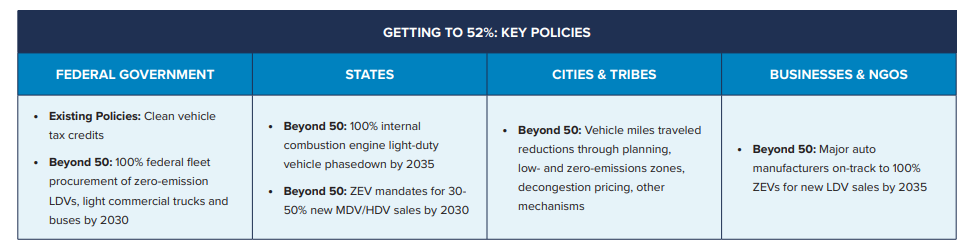 GETTING TO 52%: KEY POLICIES
FEDERAL GOVERNMENT
STATES
CITIES & TRIBES
BUSINESSES & NGOS
• Existing Policies: Clean vehicle
tax credits
• Beyond 50: 100% federal fleet
procurement of zero-emission
LDVs, light commercial trucks and
buses by 2030
• Beyond 50: 100% internal
combustion engine light-duty
vehicle phasedown by 2035
• Beyond 50: ZEV mandates for 30-
50% new MDV/HDV sales by 2030
• Beyond 50: Vehicle miles traveled
reductions through planning,
low- and zero-emissions zones,
decongestion pricing, other
mechanisms
• Beyond 50: Major auto
manufacturers on-track to 100%
ZEVs for new LDV sales by 2035